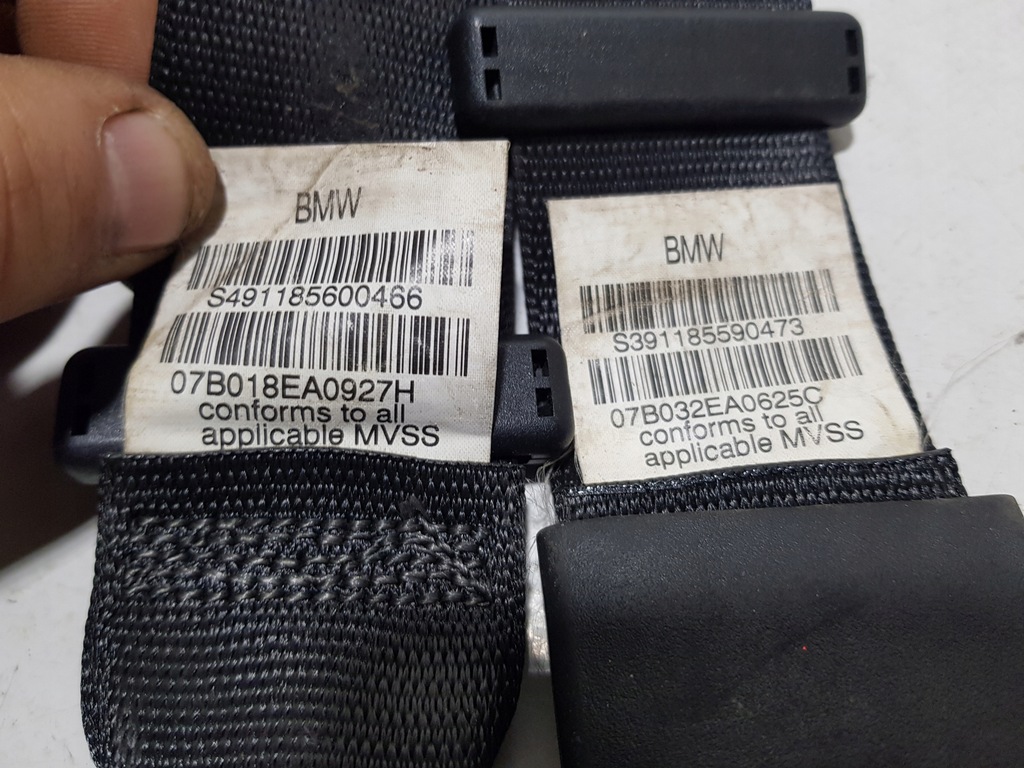 BMW
S491185600466
07B018EA0927H
conforms to all
applicable MVSS
BMW
S391185590473
07B032EA0625C
conforms to all
applicable MVSS